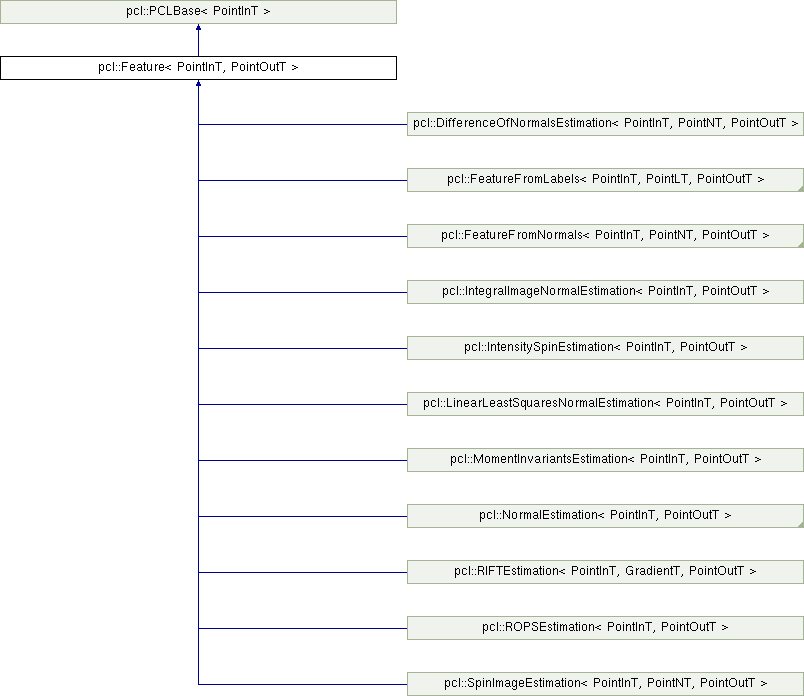 pcl::PCLBase< PointInT >
pcl::Feature< PointInT, PointOutT >
pcl::DifferenceOfNormalsEstimation< PointInT, PointNT, PointOutT >
pcl::FeatureFromLabels< PointInT, PointLT, PointOutT >
pcl::FeatureFromNormals< PointInT, PointNT, PointOutT >
pcl::IntegralImageNormalEstimation< PointInT, PointOutT >
pcl::IntensitySpinEstimation< PointInT, PointOutT >
pcl::LinearLeastSquaresNormalEstimation< PointInT, PointOutT >
pcl::MomentInvariantsEstimation< PointInT, PointOutT >
pcl::NormalEstimation< PointInT, PointOutT >
pcl::RIFTEstimation< PointInT, GradientT, PointOutT >
pcl::ROPSEstimation< PointInT, PointOutT >
pcl::SpinImageEstimation< PointInT, PointNT, PointOutT >